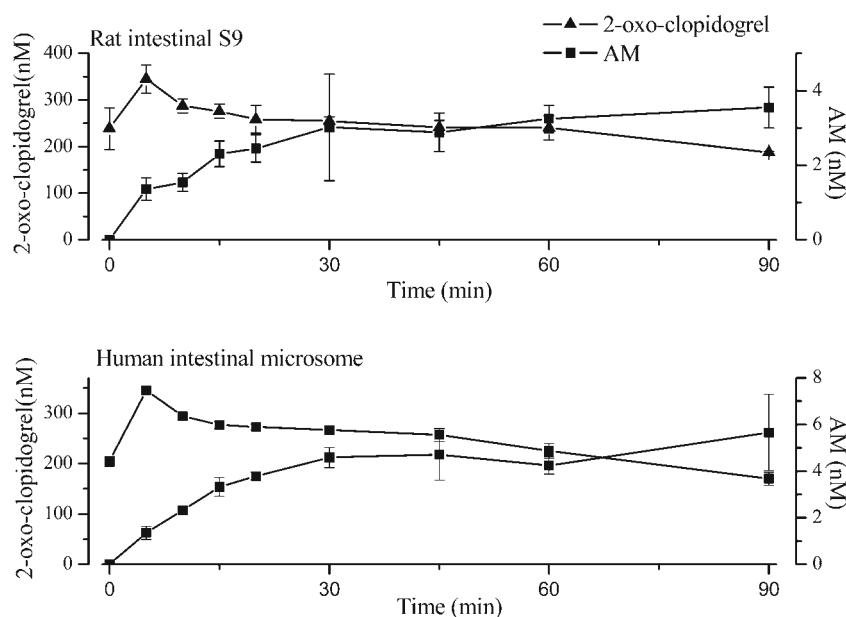 2-oxo-clopidogrel
AM
Rat intestinal S9
2-oxo-clopidogrel(nM)
400
300
200
100
0
AM (nM)
4
2
0
0 30 60 90
Time (min)
Human intestinal microsome
2-oxo-clopidogrel(nM)
300
200
100
0
AM (nM)
8
6
4
2
0
0 30 60 90
Time (min)